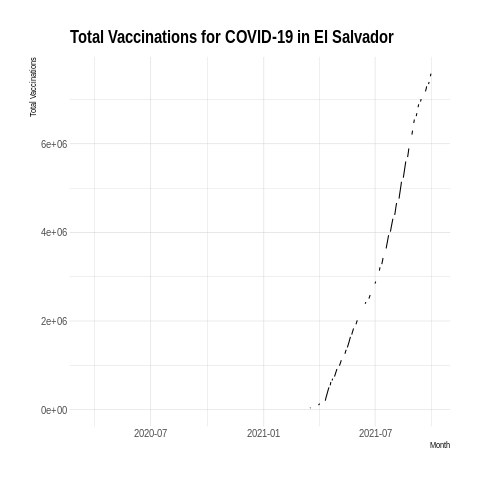 Total Vaccinations for COVID-19 in El Salvador
Total Vaccinations
6e+06
4e+06
2e+06
0e+00
2020-07 2021-01 2021-07
Month